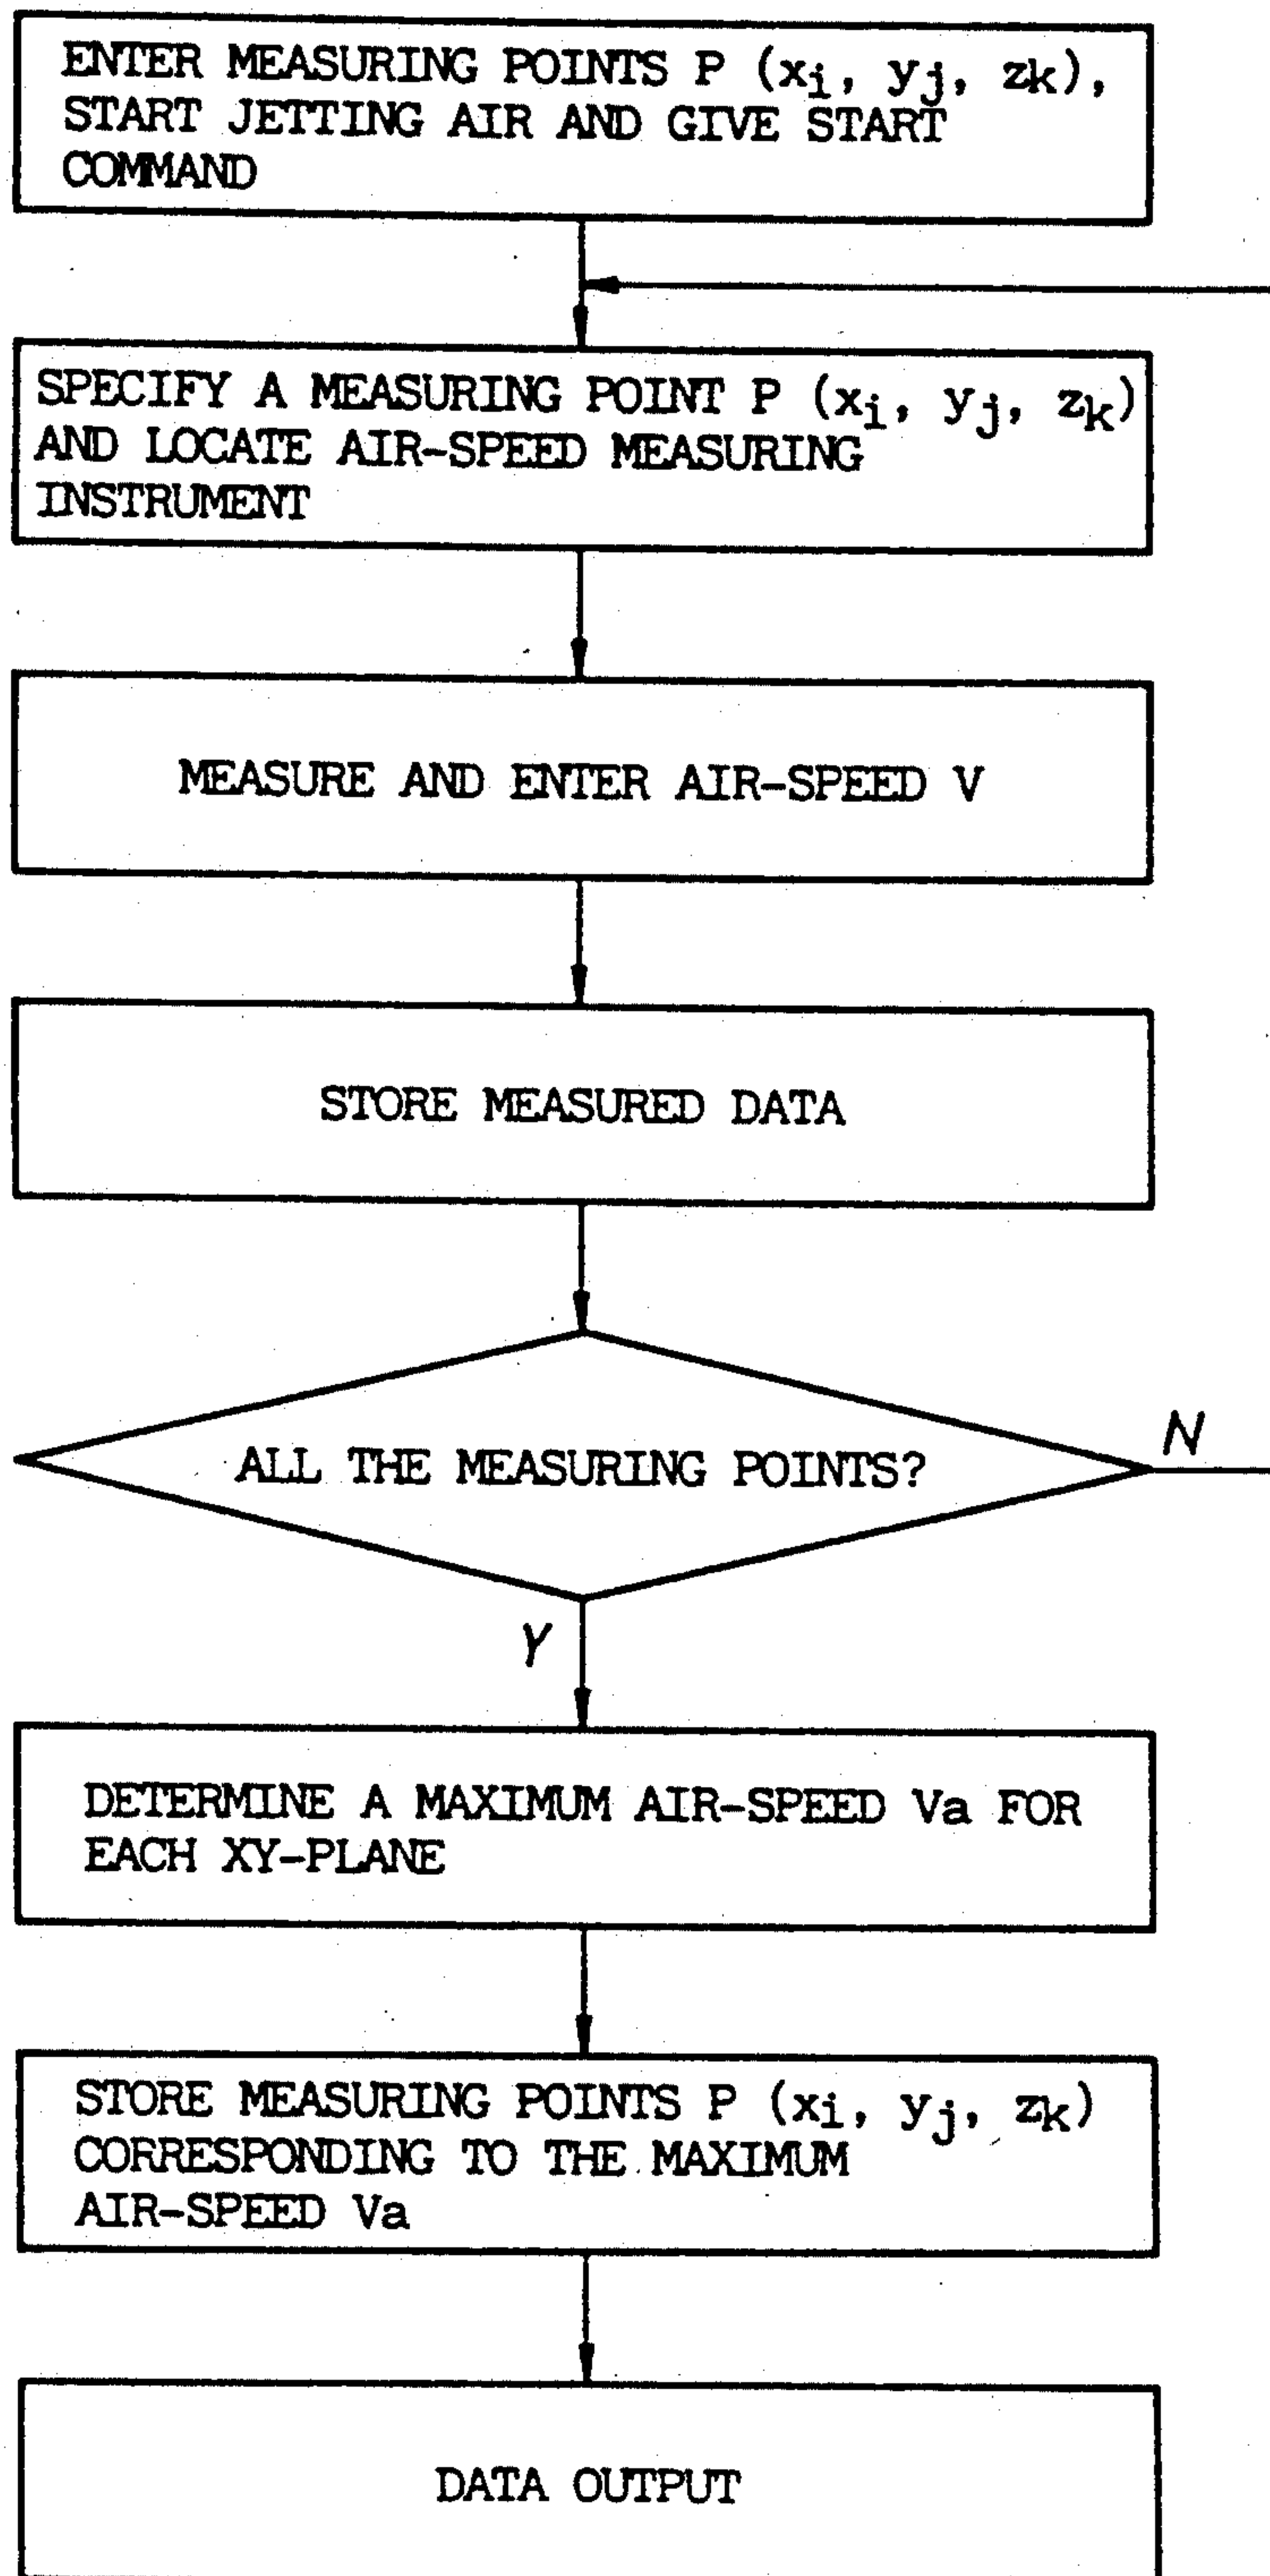 ENTER MEASURING POINTS P (xi, yj, zk),
START JETTING AIR AND GIVE START
COMMAND
SPECIFY A MEASURING POINT P (xi, yj, zk)
AND LOCATE AIR-SPEED MEASURING
INSTRUMENT
MEASURE AND ENTER AIR-SPEED V
STORE MEASURED DATA
ALL THE MEASURING POINTS?
N
Y
DETERMINE A MAXIMUM AIR-SPEED Va FOR
EACH XY-PLANE
STORE MEASURING POINTS P (xi, yj, zk)
CORRESPONDING TO THE MAXIMUM
AIR-SPEED Va
DATA OUTPUT